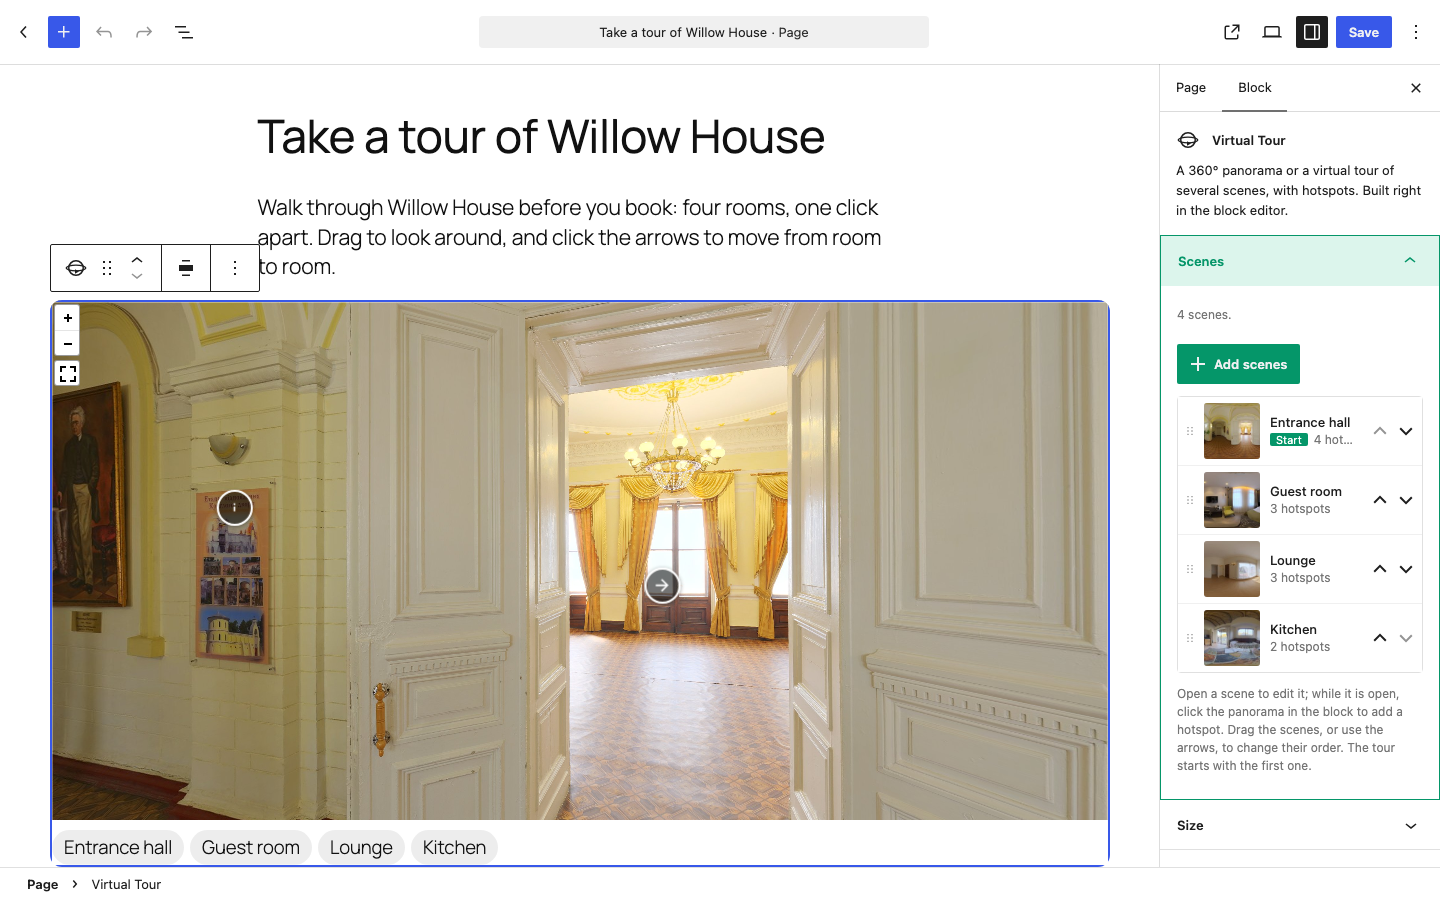 Take a tour of Willow House · Page
Save
Page
Block
Take a tour of Willow House
Walk through Willow House before you book: four rooms, one click
apart. Drag to look around, and click the arrows to move from room
to room.
Virtual Tour
A 360° panorama or a virtual tour of
several scenes, with hotspots. Built right
in the block editor.
Scenes
4 scenes.
Add scenes
Entrance hall
Start 4 hot…
Guest room
3 hotspots
Lounge
3 hotspots
Kitchen
2 hotspots
Open a scene to edit it; while it is open,
click the panorama in the block to add a
hotspot. Drag the scenes, or use the
arrows, to change their order. The tour
starts with the first one.
Size
Entrance hall
Guest room
Lounge
Kitchen
Page
Virtual Tour